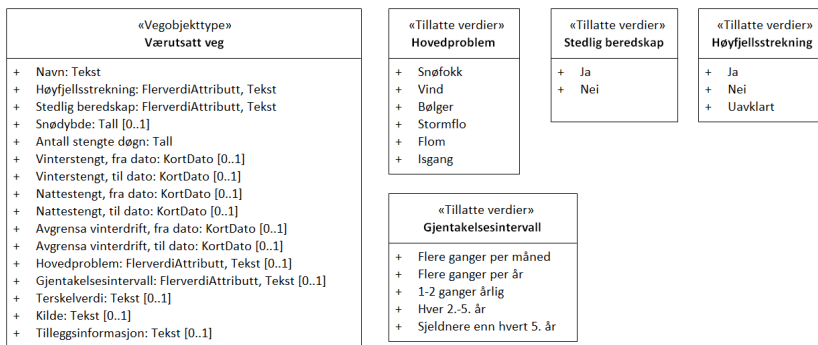 «Vegobjekttype»
Værutsatt veg
+ Navn: Tekst
+ Høyfjellsstrekning: FlerverdiAttributt, Tekst
+ Stedlig beredskap: FlerverdiAttributt, Tekst
+ Snødybde: Tall [0..1]
+ Antall stengte døgn: Tall
+ Vinterstengt, fra dato: KortDato [0..1]
+ Vinterstengt, til dato: KortDato [0..1]
+ Nattestengt, fra dato: KortDato [0..1]
+ Nattestengt, til dato: KortDato [0..1]
+ Avgrensa vinterdrift, fra dato: KortDato [0..1]
+ Avgrensa vinterdrift, til dato: KortDato [0..1]
+ Hovedproblem: FlerverdiAttributt, Tekst [0..1]
+ Gjentakelsesintervall: FlerverdiAttributt, Tekst [0..1]
+ Terskelverdi: Tekst [0..1]
+ Kilde: Tekst [0..1]
+ Tilleggsinformasjon: Tekst [0..1]
«Tillatte verdier»
Hovedproblem
+ Snøfokk
+ Vind
+ Bølger
+ Stormflo
+ Flom
+ Isgang
«Tillatte verdier»
Stedlig beredskap
+ Ja
+ Nei
«Tillatte verdier»
Høyfjellsstrekning
+ Ja
+ Nei
+ Uavklart
«Tillatte verdier»
Gjentakelsesintervall
+ Flere ganger per måned
+ Flere ganger per år
+ 1-2 ganger årlig
+ Hver 2.-5. år
+ Sjeldnere enn hvert 5. år